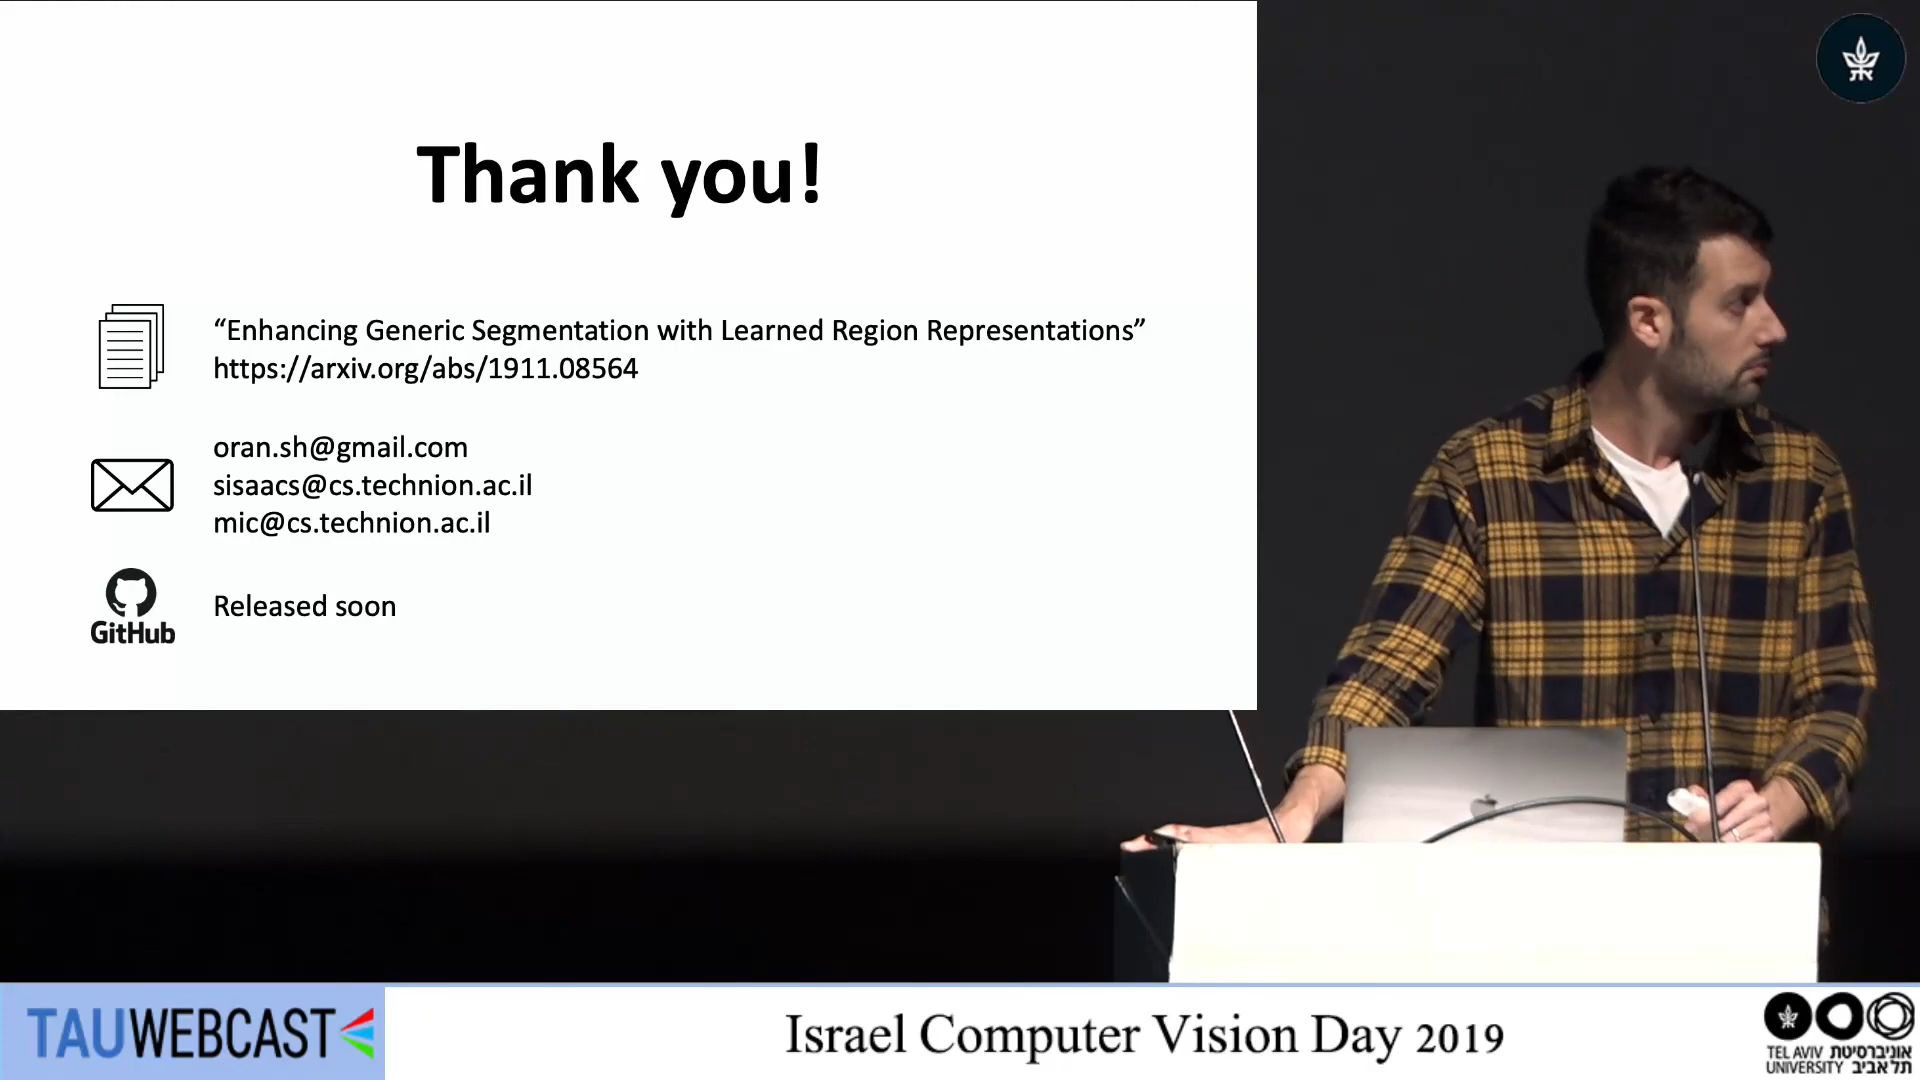 Thank you!
“Enhancing Generic Segmentation with Learned Region Representations”
https://arxiv.org/abs/1911.08564
oran.sh@gmail.com
sisaacs@cs.technion.ac.il
mic@cs.technion.ac.il
GitHub
Released soon
TAUWEBCAST
Israel Computer Vision Day 2019
TEL AVIV אוניברסיטת
UNIVERSITY תל אביב